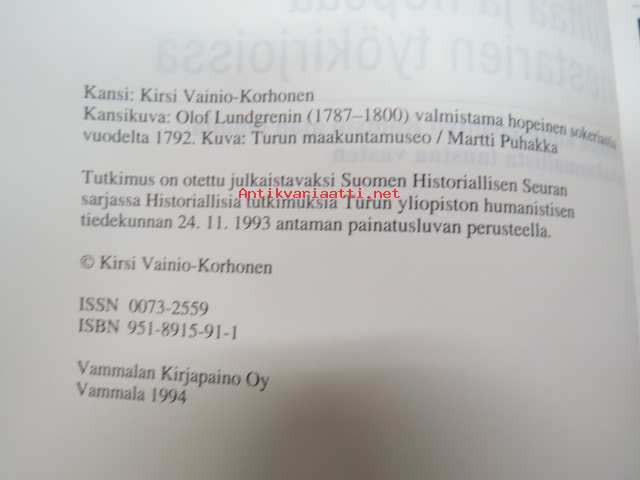 Kansi: Kirsi Vainio-Korhonen
Kansikuva: Olof Lundgrenin (1787–1800) valmistama hopeinen sokeriastia
vuodelta 1792. Kuva: Turun maakuntamuseo / Martti Puhakka
Tutkimus on otettu julkaistavaksi Suomen Historiallisen Seuran
Antikvariaatti.net
sarjassa Historiallisia tutkimuksia Turun yliopiston humanistisen
tiedekunnan 24. 11. 1993 antaman painatusluvan perusteella.
© Kirsi Vainio-Korhonen
ISSN 0073-2559
ISBN 951-8915-91-1
Vammalan Kirjapaino Oy
Vammala 1994